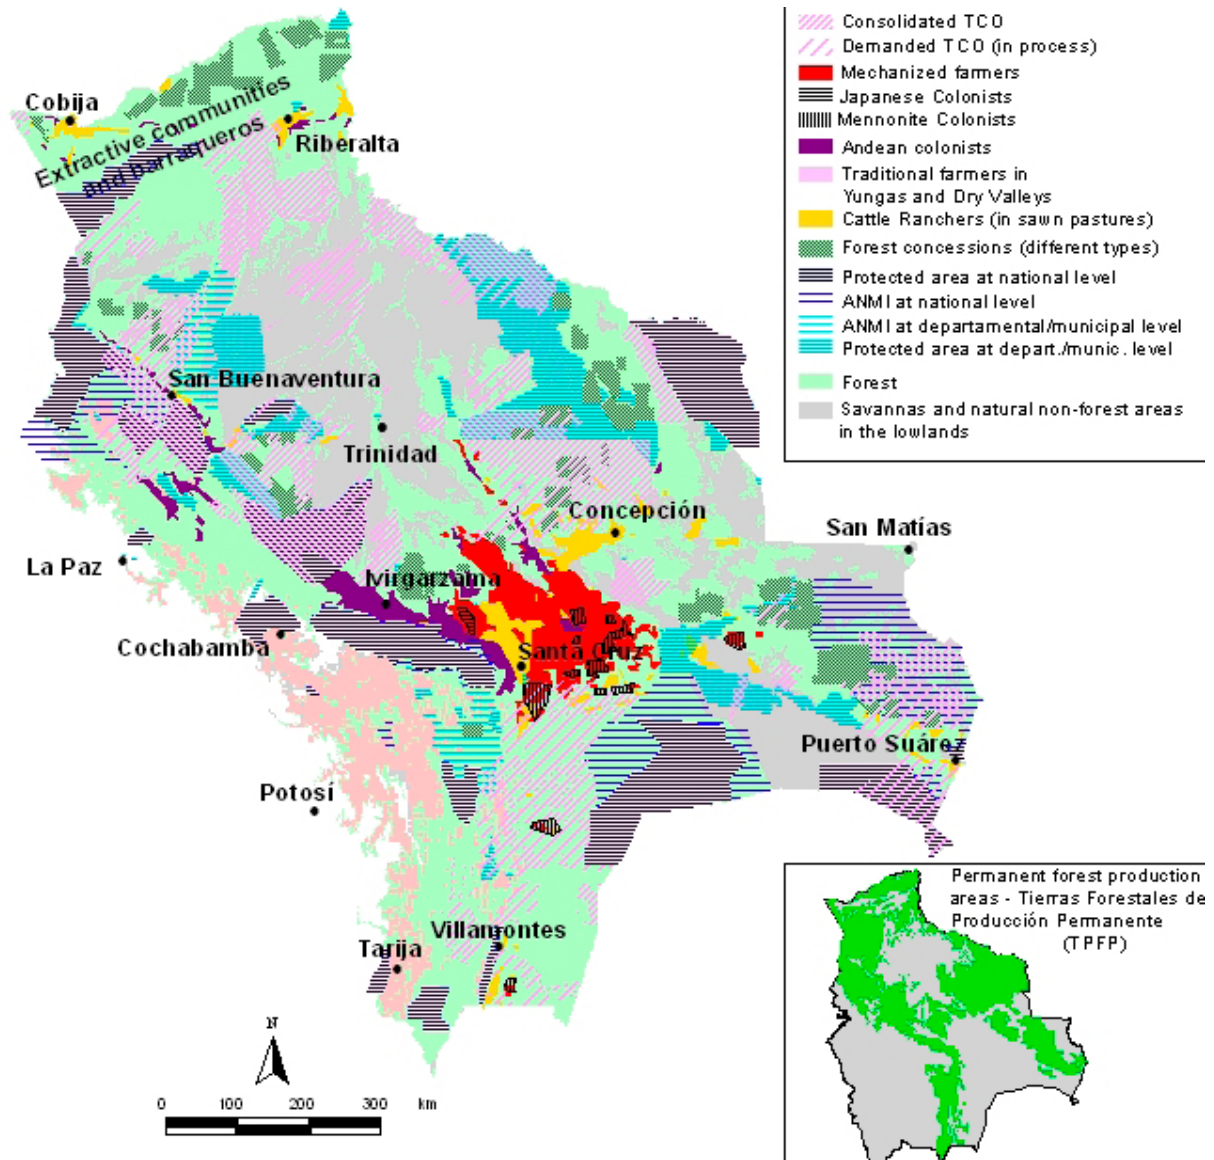 Consolidated TCO
Demanded TCO (in process)
Mechanized farmers
Japanese Colonists
Mennonite Colonists
Andean colonists
Traditional farmers in
Yungas and Dry Valleys
Cattle Ranchers (in sawn pastures)
Forest concessions (different types)
Protected area at national level
ANMI at national level
ANMI at departamental/municipal level
Protected area at depart./munic. level
Forest
Savannas and natural non-forest areas
in the lowlands
Cobija
Extractive communities
and barraqueros
Riberalta
San Buenaventura
Trinidad
Concepción
San Matías
La Paz
Ivirgarzama
Cochabamba
Santa Cruz
Puerto Suárez
Potosí
Villamontes
Tarija
N
0 100 200 300 km
Permanent forest production
areas - Tierras Forestales de
Producción Permanente
(TPFP)